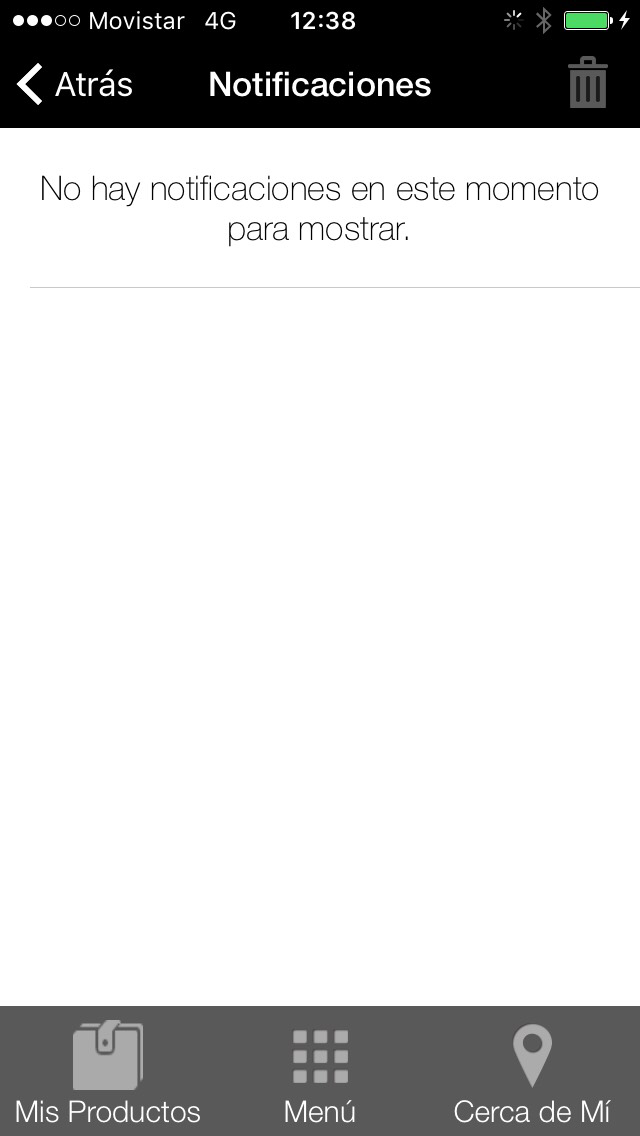 Movistar 4G 12:38
Atrás Notificaciones
No hay notificaciones en este momento
para mostrar.
Mis Productos Menú Cerca de Mí